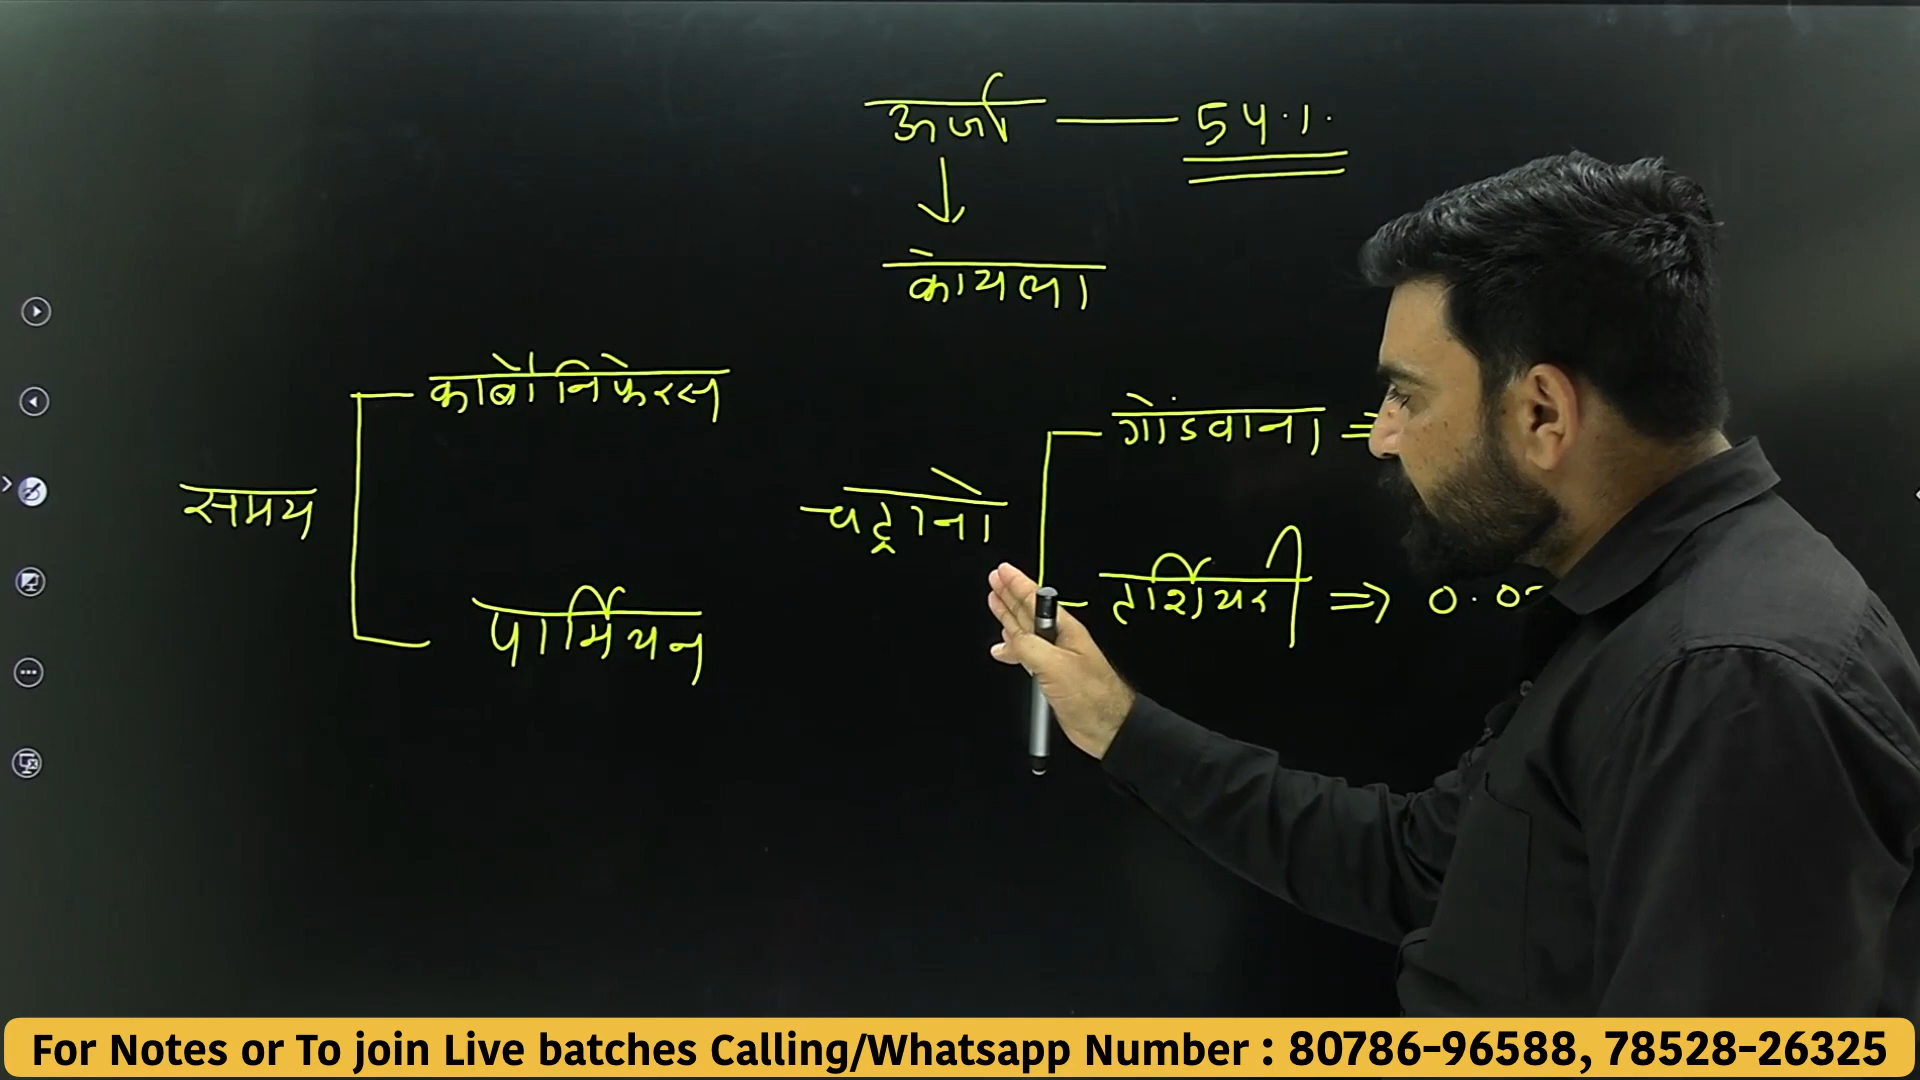 ऊर्जा — 54.1.
↓
कोयला
कार्बोनिफेरस
गोंडवाना ⇒
समय
चट्टानो
टर्शियरी ⇒ 0.0
पार्मियन
For Notes or To join Live batches Calling/Whatsapp Number : 80786-96588, 78528-26325